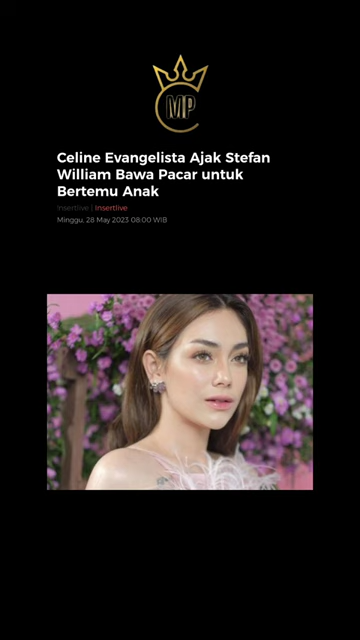 MP
Celine Evangelista Ajak Stefan
William Bawa Pacar untuk
Bertemu Anak
Insertlive | Insertlive
Minggu, 28 May 2023 08:00 WIB